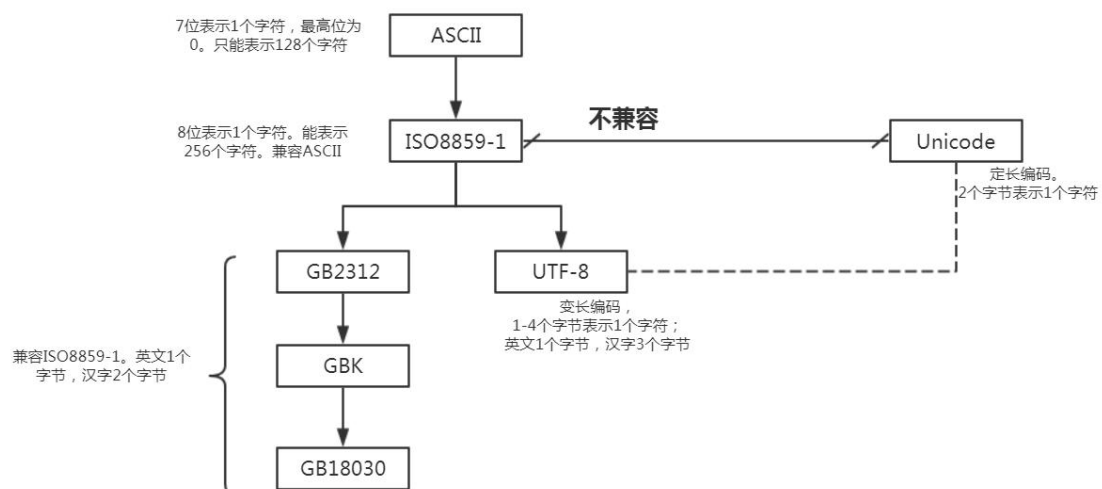 7位表示1个字符，最高位为
0。只能表示128个字符
ASCII
不兼容
8位表示1个字符。能表示
256个字符。兼容ASCII
ISO8859-1
Unicode
定长编码。
2个字节表示1个字符
GB2312
UTF-8
变长编码，
1-4个字节表示1个字符；
英文1个字节，汉字3个字节
兼容ISO8859-1。英文1个
字节，汉字2个字节
GBK
GB18030